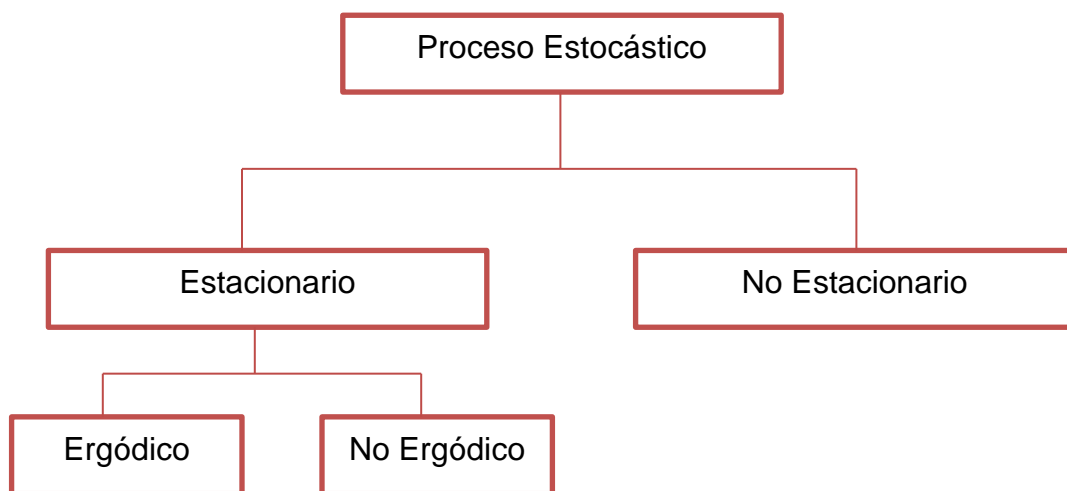 Proceso Estocástico
Estacionario
No Estacionario
Ergódico
No Ergódico